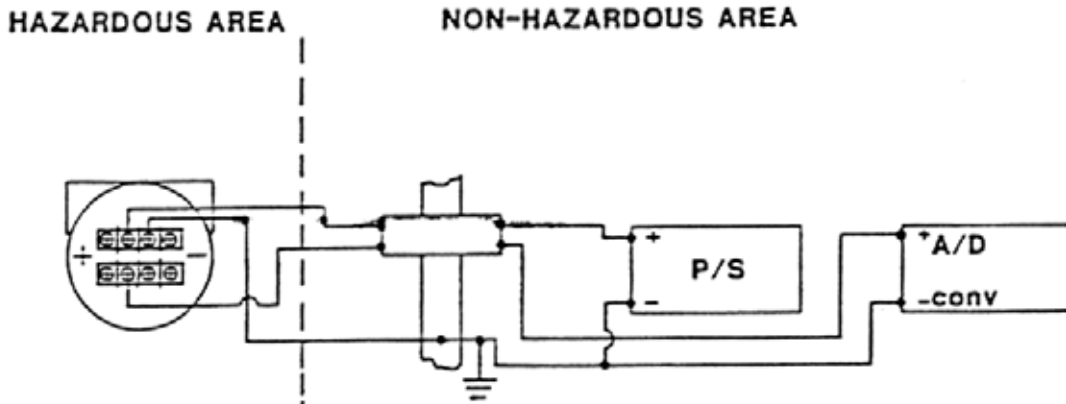 HAZARDOUS AREA
NON-HAZARDOUS AREA
+ -
+
P/S
-
+A/D
-conv